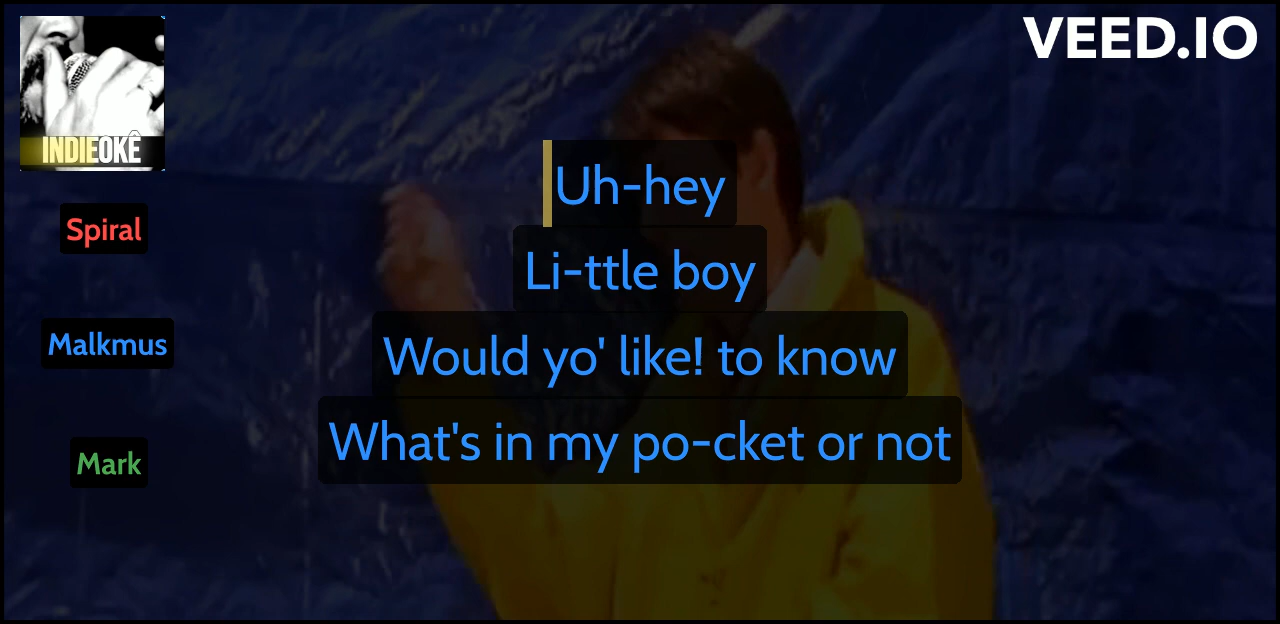 VEED.IO
INDIEOKÊ
Uh-hey
Spiral
Li-ttle boy
Malkmus
Would yo' like! to know
What's in my po-cket or not
Mark